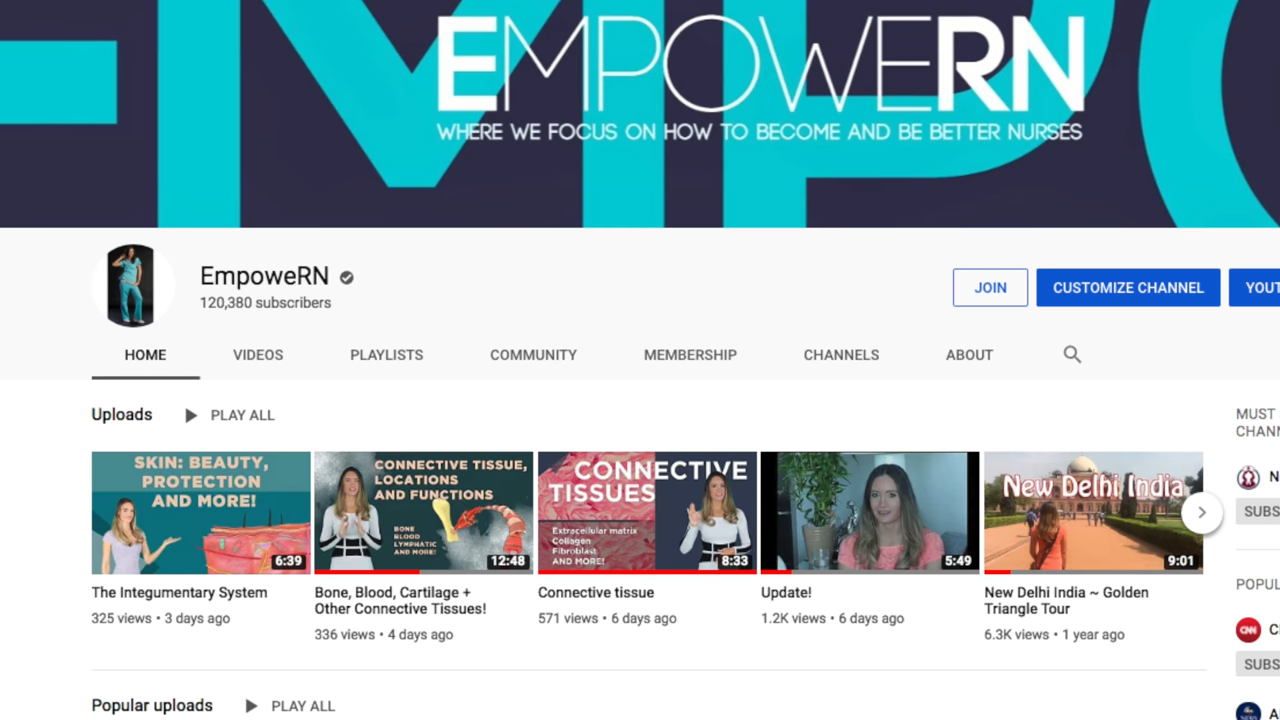 EMPOWERN
WHERE WE FOCUS ON HOW TO BECOME AND BE BETTER NURSES
EmpoweRN
120,380 subscribers
JOIN
CUSTOMIZE CHANNEL
HOME
VIDEOS
PLAYLISTS
COMMUNITY
MEMBERSHIP
CHANNELS
ABOUT
Uploads
PLAY ALL
MUST
SKIN: BEAUTY,
PROTECTION
AND MORE!
6:39
The Integumentary System
325 views • 3 days ago
CONNECTIVE TISSUE,
LOCATIONS
AND FUNCTIONS
BONE
BLOOD
LYMPHATIC
AND MORE!
12:48
Bone, Blood, Cartilage +
Other Connective Tissues!
336 views • 4 days ago
CONNECTIVE
TISSUES
Extracellular matrix
Collagen
Fibroblast
AND MORE!
8:33
Connective tissue
571 views • 6 days ago
5:49
Update!
1.2K views • 6 days ago
New Delhi India
9:01
New Delhi India ~ Golden
Triangle Tour
6.3K views • 1 year ago
CNN
Popular uploads
PLAY ALL